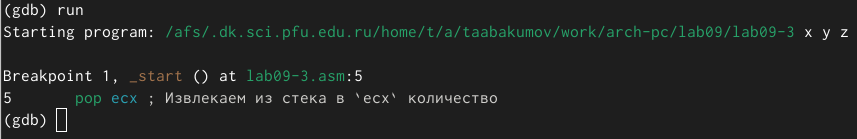 (gdb) run
Starting program: /afs/.dk.sci.pfu.edu.ru/home/t/a/taabakumov/work/arch-pc/lab09/lab09-3 x y z
Breakpoint 1, _start () at lab09-3.asm:5
5       pop ecx ; Извлекаем из стека в `ecx` количество
(gdb)